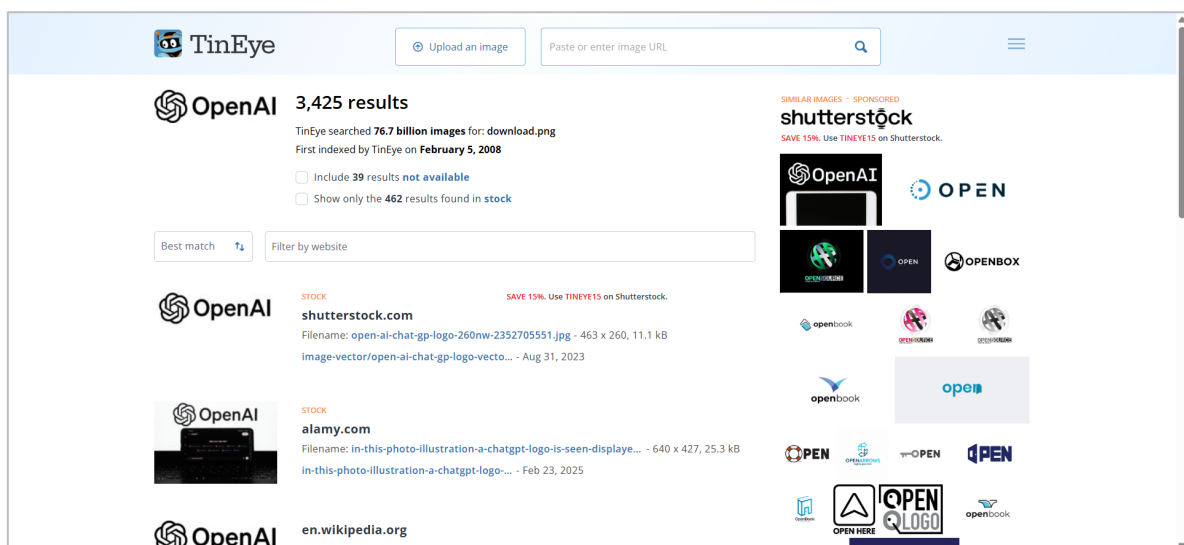 TinEye
Upload an image
Paste or enter image URL
OpenAI
3,425 results
TinEye searched 76.7 billion images for: download.png
First indexed by TinEye on February 5, 2008
Include 39 results not available
Show only the 462 results found in stock
Best match
Filter by website
OpenAI
STOCK
SAVE 15%. Use TINEYE15 on Shutterstock.
shutterstock.com
Filename: open-ai-chat-gp-logo-260nw-2352705551.jpg - 463 x 260, 11.1 kB
image-vector/open-ai-chat-gp-logo-vecto... - Aug 31, 2023
OpenAI
STOCK
alamy.com
Filename: in-this-photo-illustration-a-chatgpt-logo-is-seen-displaye... - 640 x 427, 25.3 kB
in-this-photo-illustration-a-chatgpt-logo-... - Feb 23, 2025
OpenAI
en.wikipedia.org
SIMILAR IMAGES · SPONSORED
shutterstock
SAVE 15%. Use TINEYE15 on Shutterstock.
OpenAI
OPEN
OPENSOURCE
OPEN
OPENBOX
openbook
OPENSOURCE
OPENSOURCE
openbook
open
OPEN
OPENARROWS
OPEN
OPEN
OpenBook
OPEN HERE
OPEN
LOGO
openbook